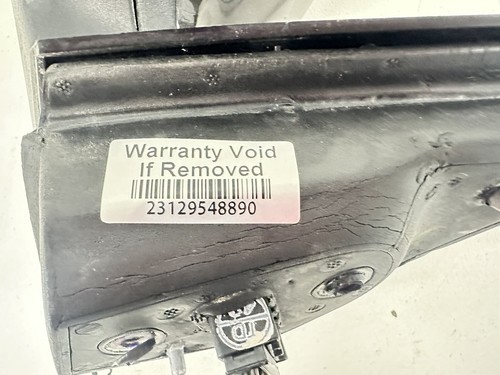 Warranty Void
If Removed
23129548890